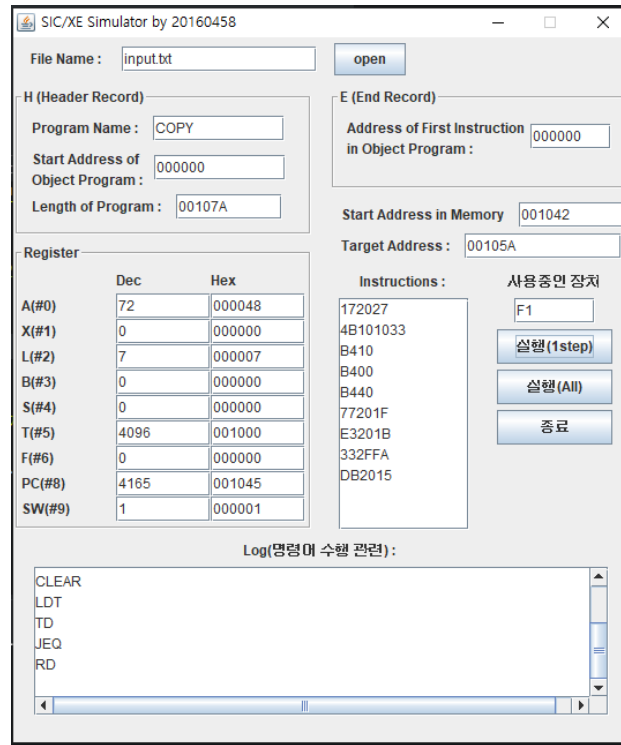 SIC/XE Simulator by 20160458
File Name : input.txt open
H (Header Record)
Program Name : COPY
Start Address of
Object Program : 000000
Length of Program : 00107A
E (End Record)
Address of First Instruction
in Object Program : 000000
Start Address in Memory 001042
Target Address : 00105A
Register
Dec Hex
A(#0) 72 000048
X(#1) 0 000000
L(#2) 7 000007
B(#3) 0 000000
S(#4) 0 000000
T(#5) 4096 001000
F(#6) 0 000000
PC(#8) 4165 001045
SW(#9) 1 000001
Instructions :
172027
4B101033
B410
B400
B440
77201F
E3201B
332FFA
DB2015
사용중인 장치
F1
실행(1step)
실행(All)
종료
Log(명령어 수행 관련) :
CLEAR
LDT
TD
JEQ
RD